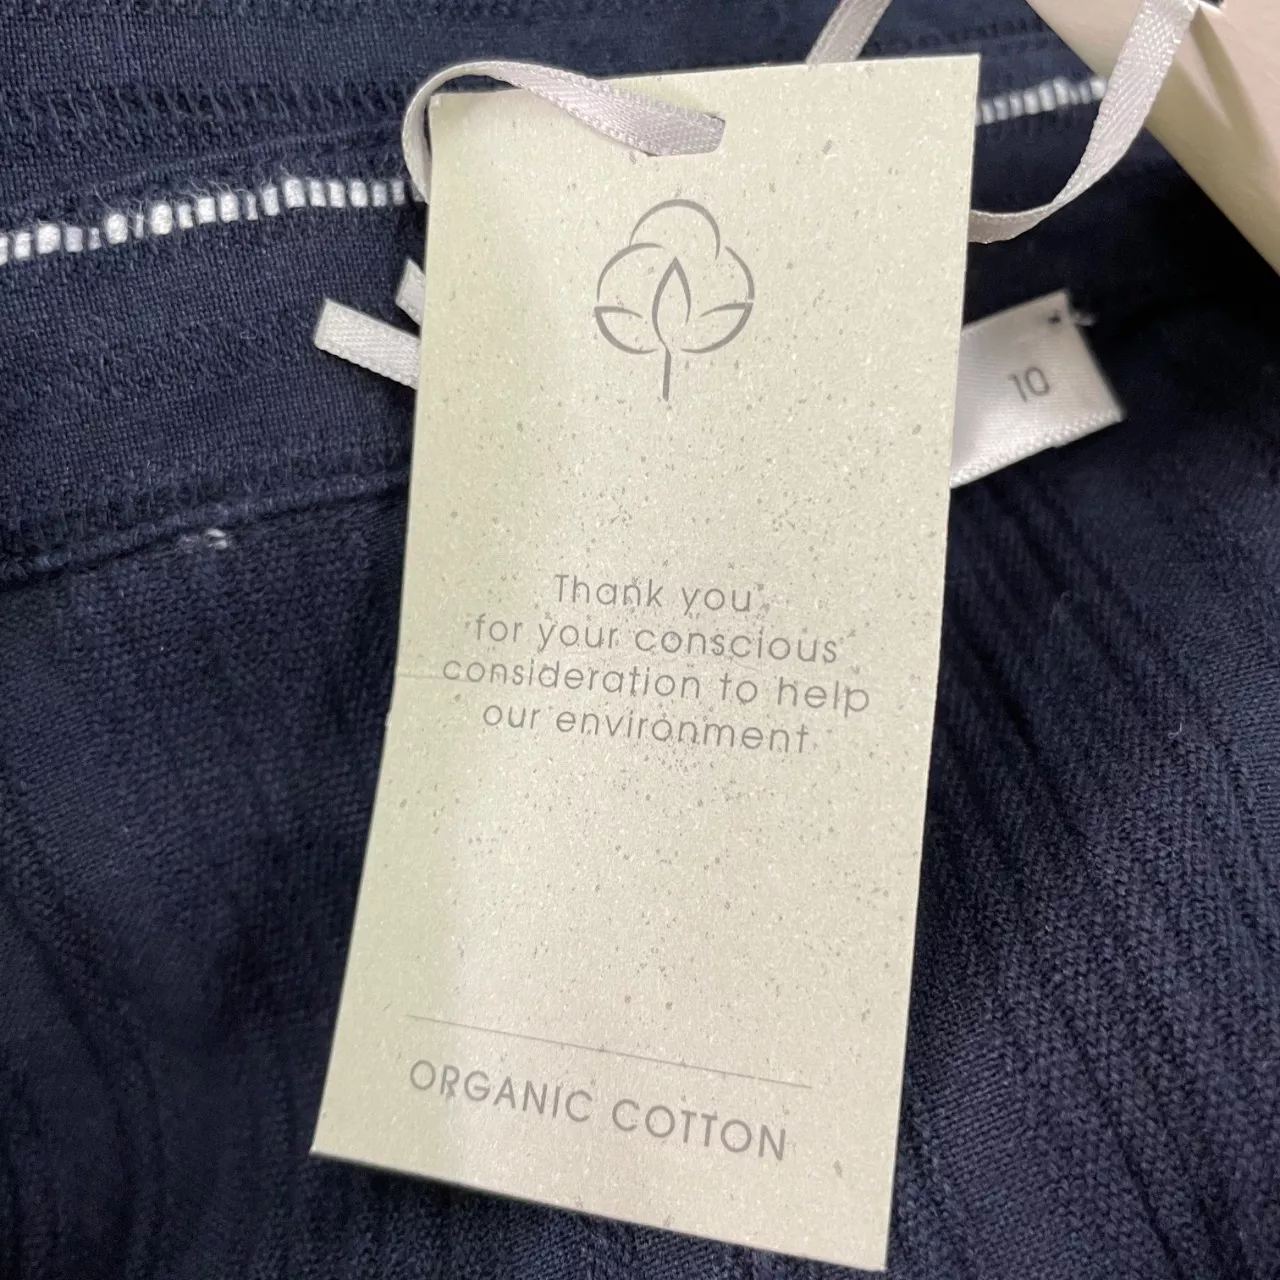 10
Thank you
for your conscious
consideration to help
our environment
ORGANIC COTTON